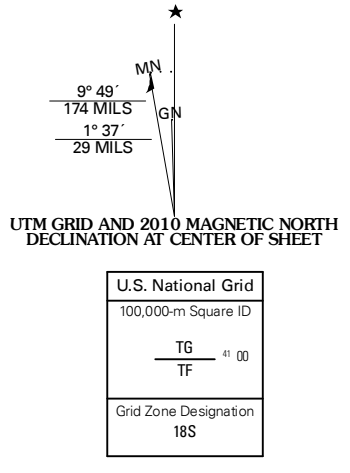 MN
9° 49´
174 MILS
GN
1° 37´
29 MILS
UTM GRID AND 2010 MAGNETIC NORTH
DECLINATION AT CENTER OF SHEET
U.S. National Grid
100,000-m Square ID
TG
41 00
TF
Grid Zone Designation
18S